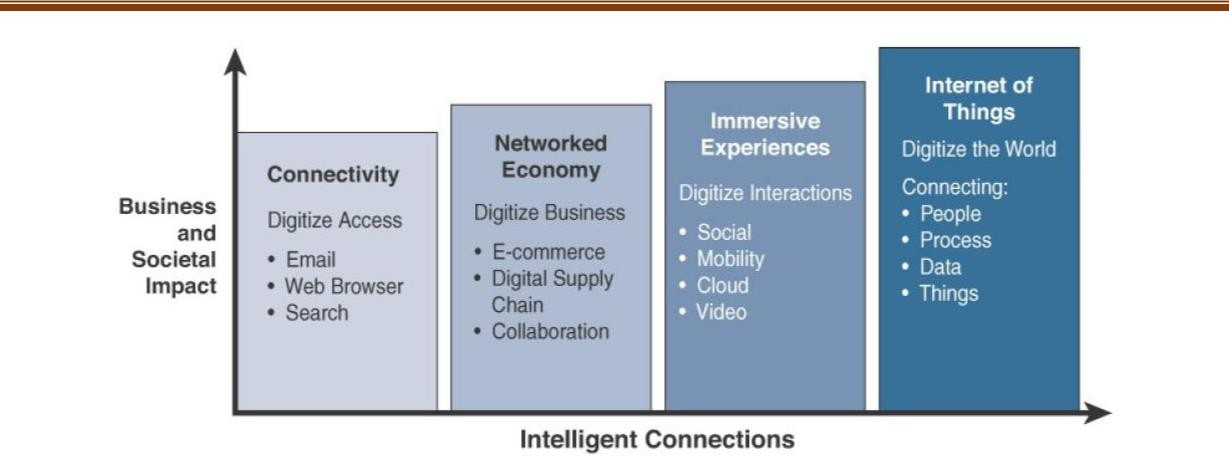 Business
and
Societal
Impact
Connectivity
Digitize Access
• Email
• Web Browser
• Search
Networked
Economy
Digitize Business
• E-commerce
• Digital Supply
Chain
• Collaboration
Immersive
Experiences
Digitize Interactions
• Social
• Mobility
• Cloud
• Video
Internet of
Things
Digitize the World
Connecting:
• People
• Process
• Data
• Things
Intelligent Connections